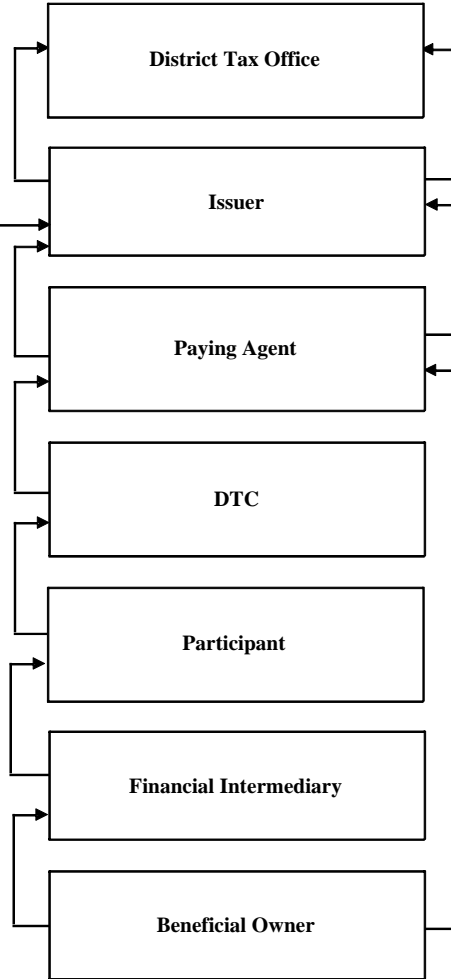 District Tax Office
Issuer
Paying Agent
DTC
Participant
Financial Intermediary
Beneficial Owner